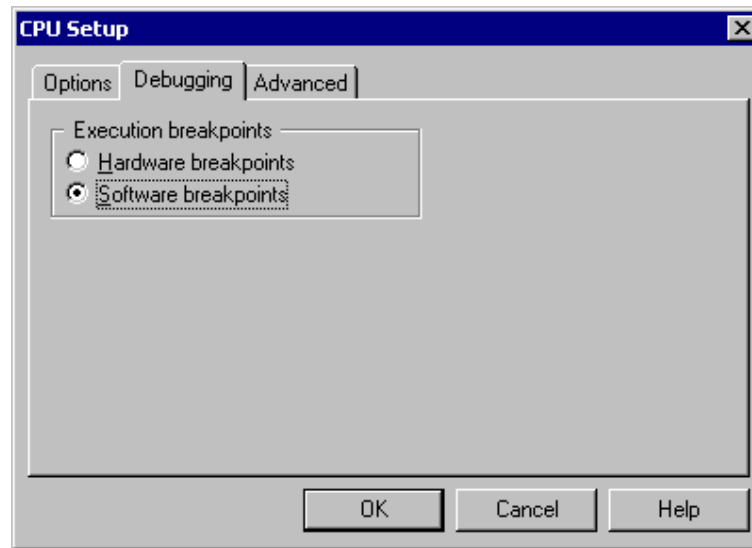 CPU Setup
Options Debugging Advanced
Execution breakpoints
Hardware breakpoints
Software breakpoints
OK Cancel Help